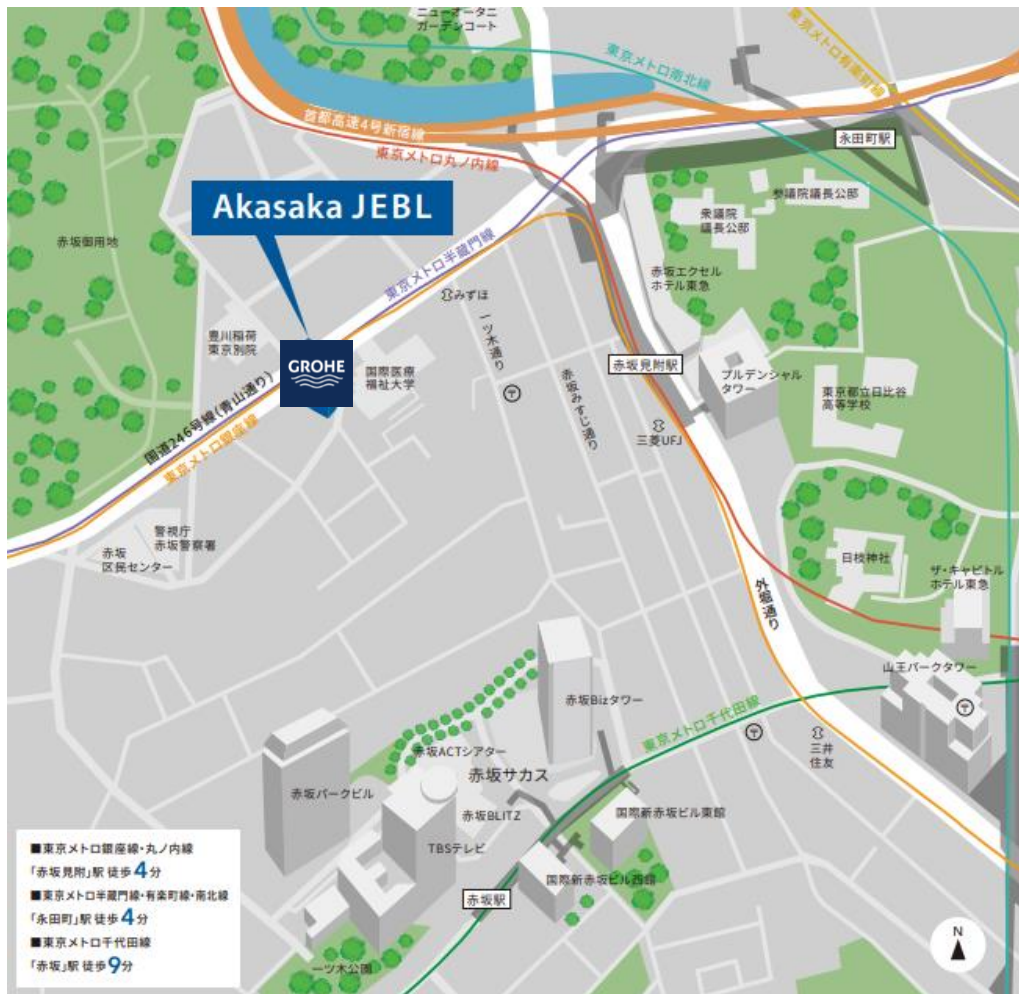 ニューオータニ
ガーデンコート
東京メトロ南北線
東京メトロ有楽町線
首都高速4号新宿線
東京メトロ丸ノ内線
永田町駅
Akasaka JEBL
参議院議長公邸
衆議院
議長公邸
赤坂御用地
東京メトロ半蔵門線
赤坂エクセル
ホテル東急
みずほ
一ツ木通り
豊川稲荷
東京別院
GROHE
国際医療
福祉大学
赤坂みすじ通り
赤坂見附駅
プルデンシャル
タワー
東京都立日比谷
高等学校
国道246号線(青山通り)
東京メトロ銀座線
三菱UFJ
警視庁
赤坂警察署
赤坂
区民センター
日枝神社
ザ・キャピトル
ホテル東急
外堀通り
山王パークタワー
赤坂Bizタワー
東京メトロ千代田線
三井
住友
赤坂ACTシアター
赤坂サカス
赤坂パークビル
赤坂BLITZ
国際新赤坂ビル東館
TBSテレビ
国際新赤坂ビル西館
赤坂駅
一ツ木公園
■東京メトロ銀座線・丸ノ内線
「赤坂見附」駅 徒歩4分
■東京メトロ半蔵門線・有楽町線・南北線
「永田町」駅 徒歩4分
■東京メトロ千代田線
「赤坂」駅 徒歩9分
N